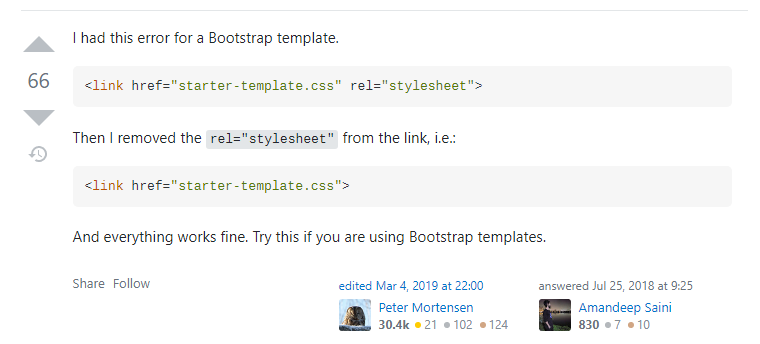 I had this error for a Bootstrap template.
66
<link href="starter-template.css" rel="stylesheet">
Then I removed the rel="stylesheet" from the link, i.e.:
<link href="starter-template.css">
And everything works fine. Try this if you are using Bootstrap templates.
Share Follow
edited Mar 4, 2019 at 22:00
Peter Mortensen
30.4k 21 102 124
answered Jul 25, 2018 at 9:25
Amandeep Saini
830 7 10